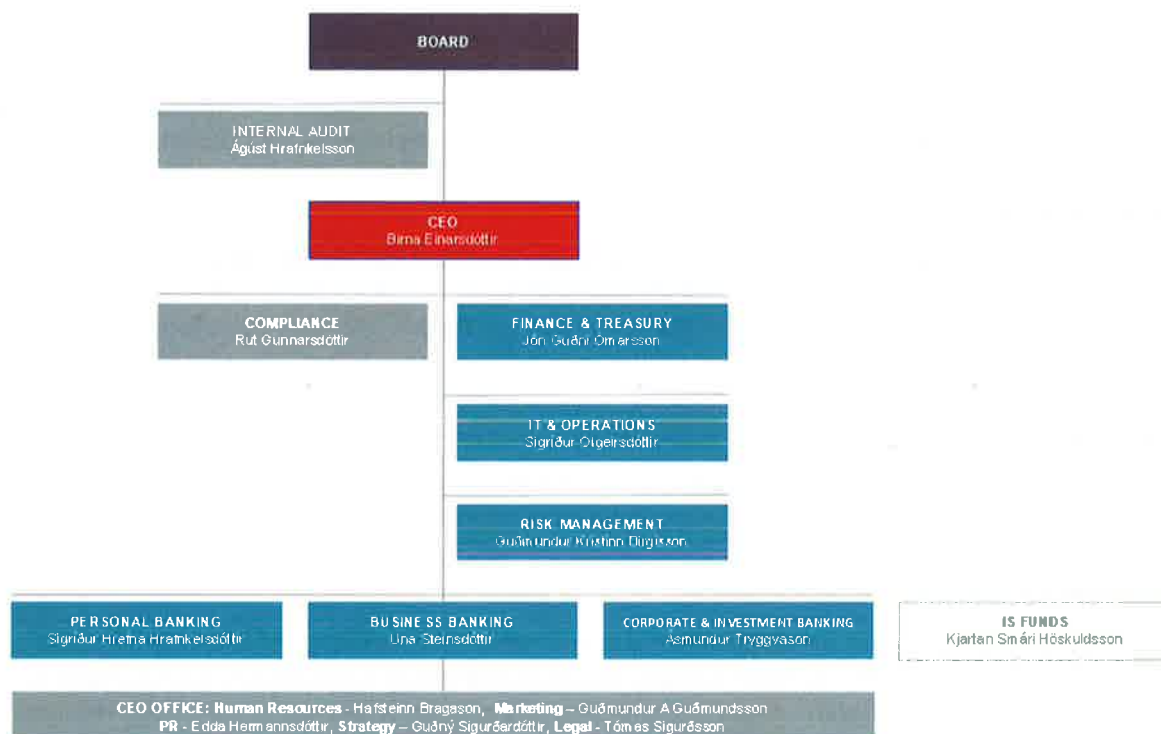 BOARD
INTERNAL AUDIT
Ágúst Hrafnkelsson
CEO
Birna Einarsdóttir
COMPLIANCE
Rut Gunnarsdóttir
FINANCE & TREASURY
Jón Guðni Ómarsson
IT & OPERATIONS
Sigríður Olgeirsdóttir
RISK MANAGEMENT
Guðmundur Kristinn Birgisson
PERSONAL BANKING
Sigríður Hrefna Hrafnkelsdóttir
BUSINESS BANKING
Una Steinsdóttir
CORPORATE & INVESTMENT BANKING
Ásmundur Tryggvason
IS FUNDS
Kjartan Smári Höskuldsson
CEO OFFICE: Human Resources - Hafsteinn Bragason, Marketing – Guðmundur A Guðmundsson
PR - Edda Hermannsdóttir, Strategy – Guðný Sigurðardóttir, Legal - Tómas Sigurðsson